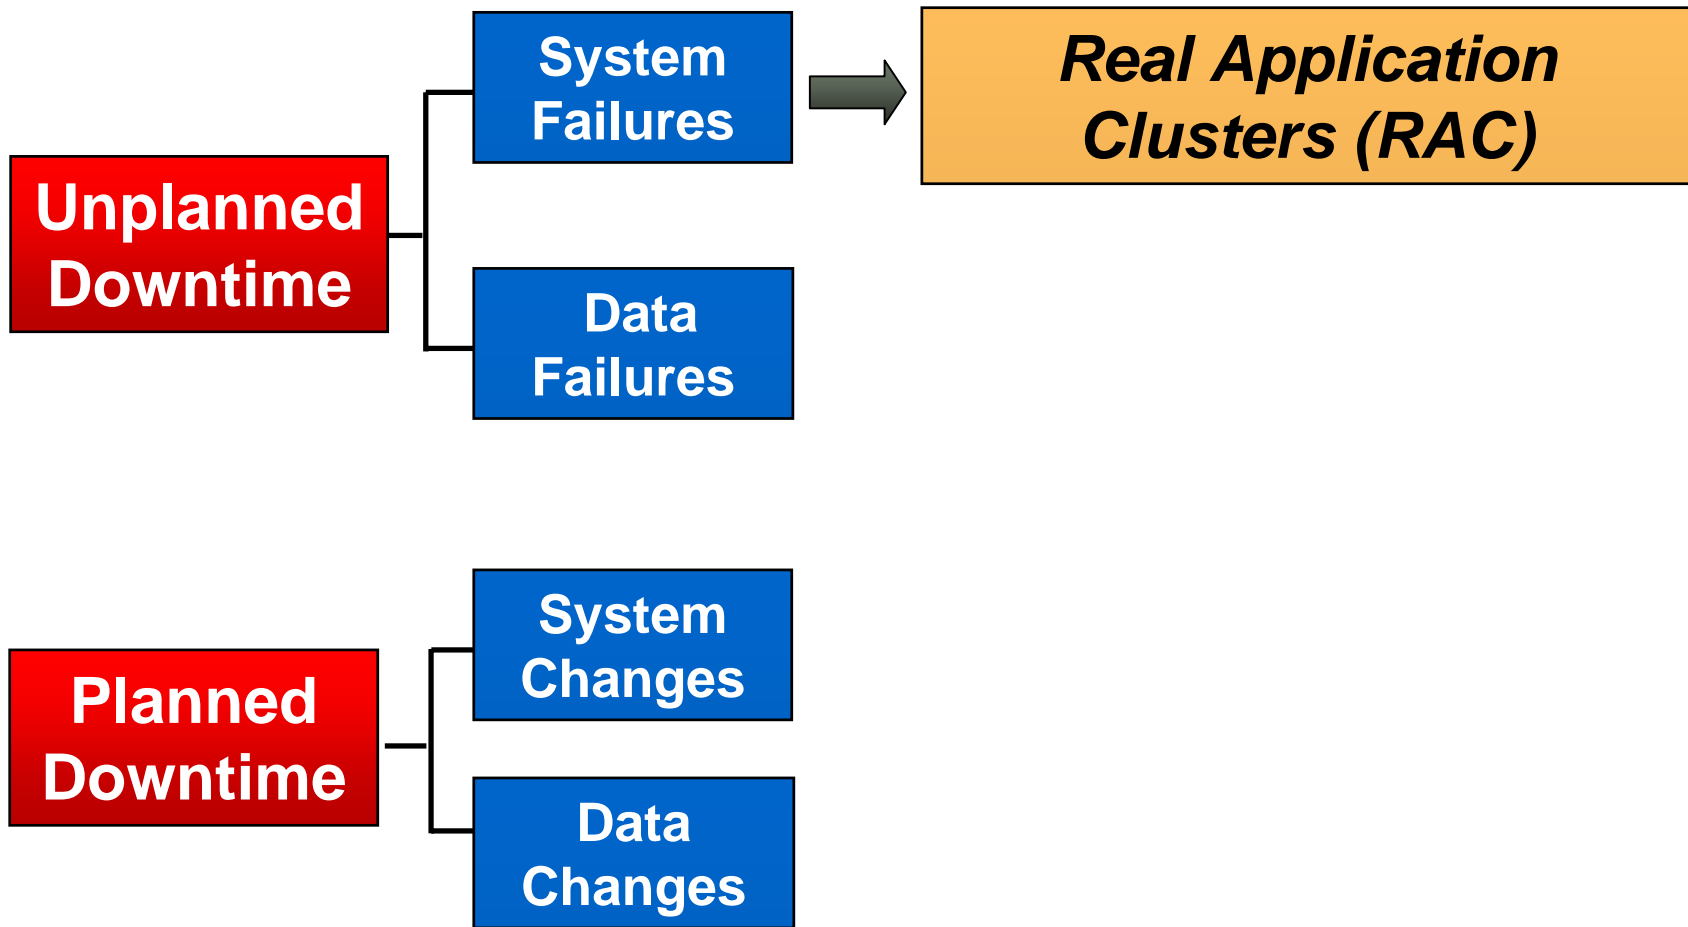 System
Failures
Real Application
Clusters (RAC)
Unplanned
Downtime
Data
Failures
System
Changes
Planned
Downtime
Data
Changes